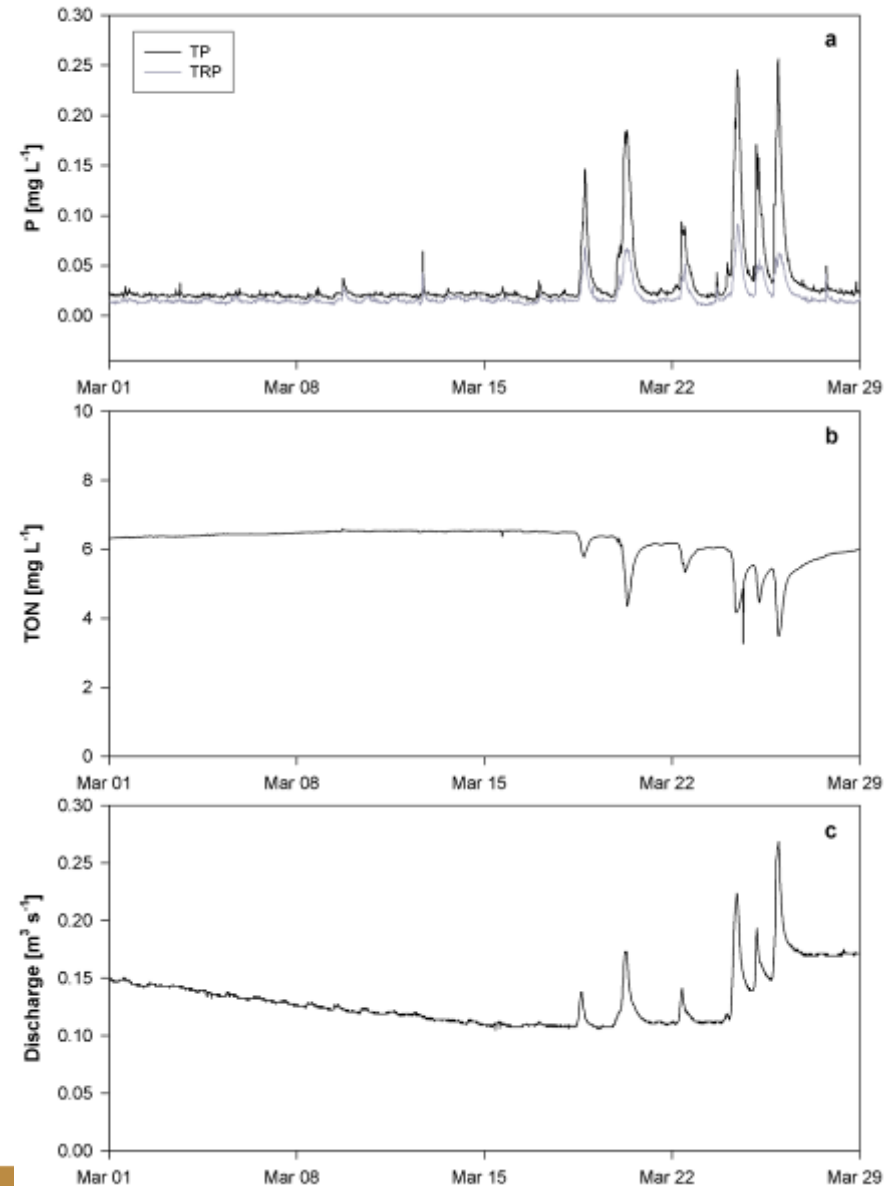 0.30
a
TP
TRP
0.25
0.20
0.15
0.10
0.05
0.00
P [mg L⁻¹]
Mar 01 Mar 08 Mar 15 Mar 22 Mar 29
10
b
8
6
4
2
0
TON [mg L⁻¹]
Mar 01 Mar 08 Mar 15 Mar 22 Mar 29
0.30
c
0.25
0.20
0.15
0.10
0.05
0.00
Discharge [m³ s⁻¹]
Mar 01 Mar 08 Mar 15 Mar 22 Mar 29